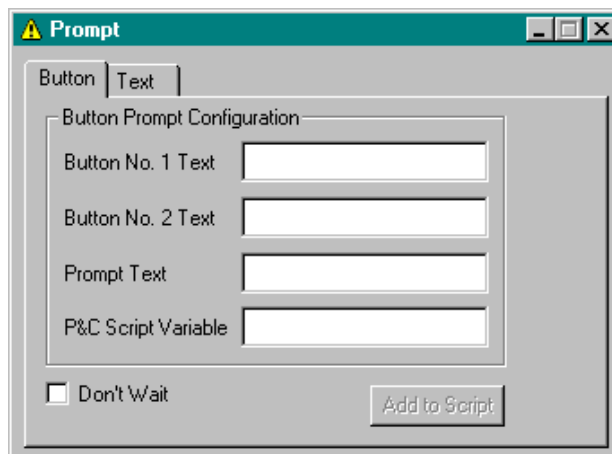 Prompt
Button Text
Button Prompt Configuration
Button No. 1 Text
Button No. 2 Text
Prompt Text
P&C Script Variable
Don't Wait
Add to Script